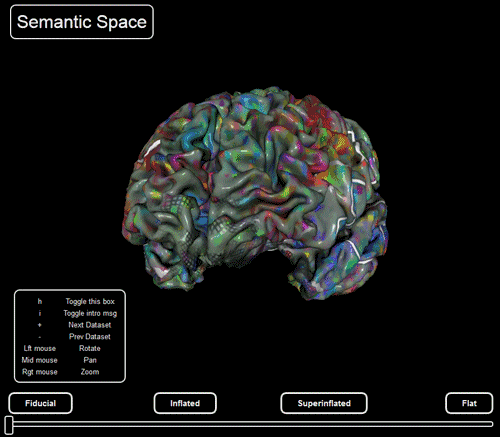 Semantic Space
h Toggle this box
i Toggle intro msg
+ Next Dataset
- Prev Dataset
Lft mouse Rotate
Mid mouse Pan
Rgt mouse Zoom
Fiducial Inflated Superinflated Flat